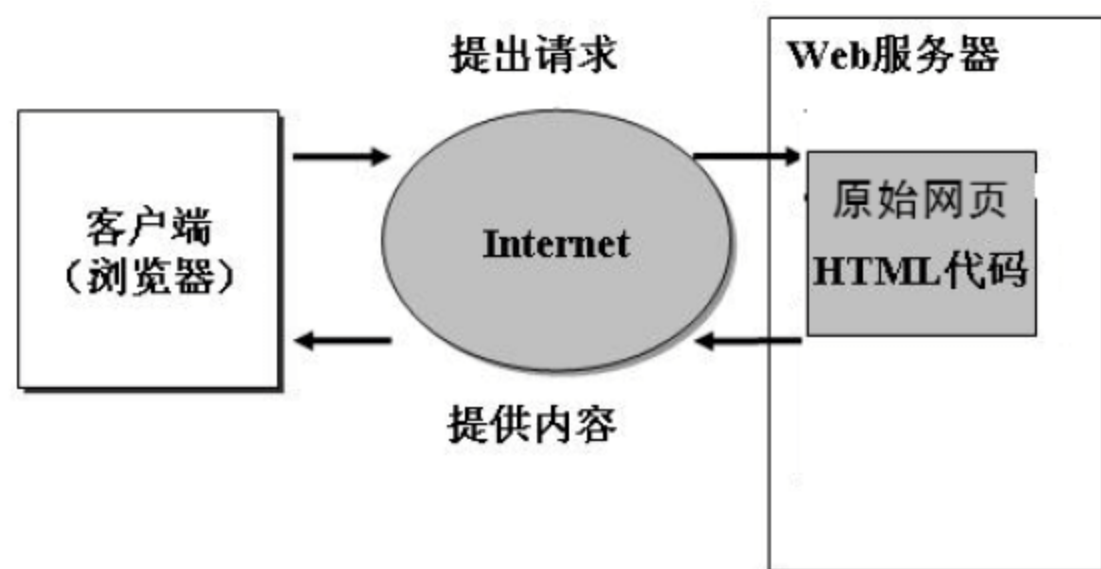 提出请求
Web服务器
客户端
（浏览器）
Internet
原始网页
HTML代码
提供内容